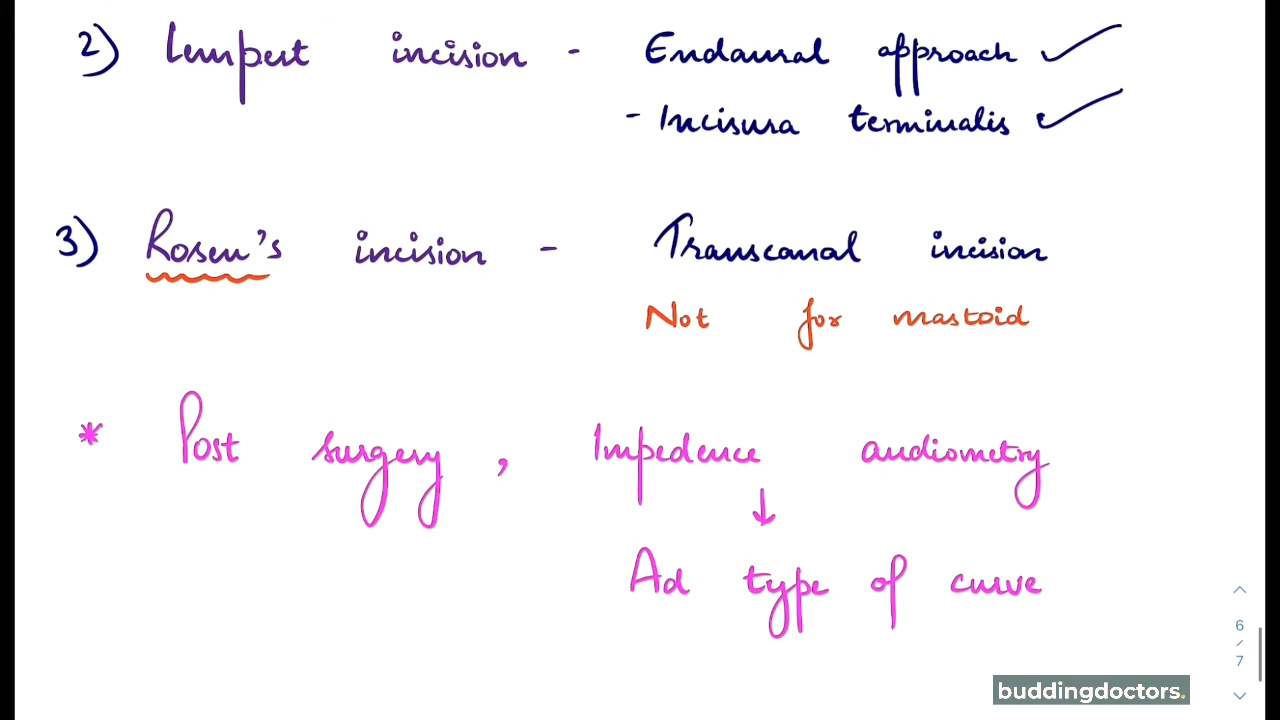 2) Lempert incision - Endaural approach ✓
- Incisura terminalis ✓
3) Rosen's incision - Transcanal incision
Not for mastoid
* Post surgery, Impedence audiometry
↓
Ad type of curve
6
/
7
buddingdoctors.